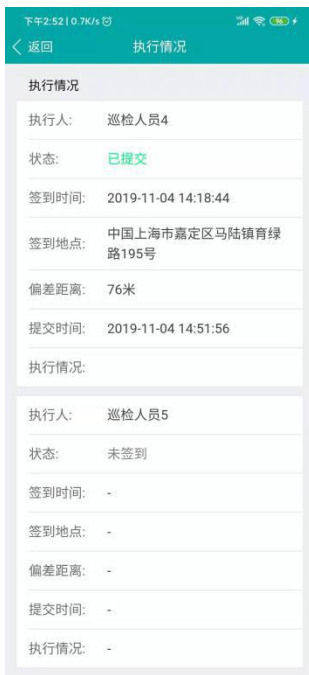 下午2:52 | 0.7K/s
96
返回 执行情况
执行情况
执行人: 巡检人员4
状态: 已提交
签到时间: 2019-11-04 14:18:44
签到地点: 中国上海市嘉定区马陆镇育绿
路195号
偏差距离: 76米
提交时间: 2019-11-04 14:51:56
执行情况:
执行人: 巡检人员5
状态: 未签到
签到时间: -
签到地点: -
偏差距离: -
提交时间: -
执行情况: -